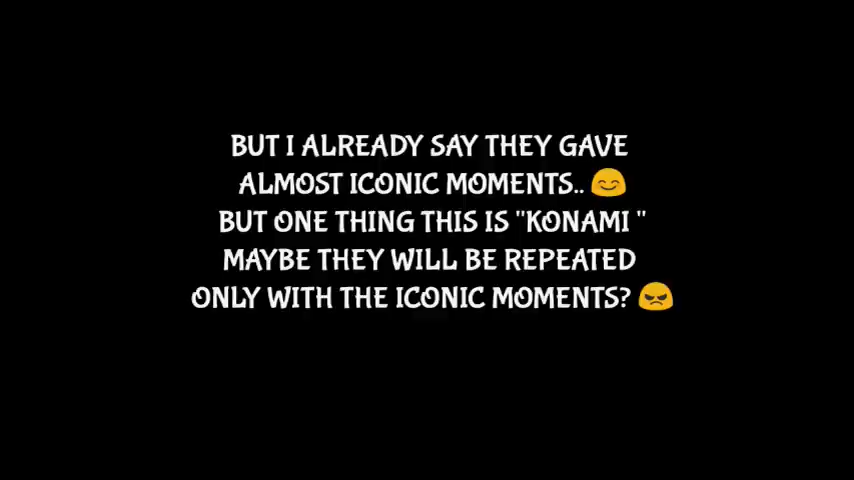 BUT I ALREADY SAY THEY GAVE
ALMOST ICONIC MOMENTS.. 😊
BUT ONE THING THIS IS "KONAMI "
MAYBE THEY WILL BE REPEATED
ONLY WITH THE ICONIC MOMENTS? 😠